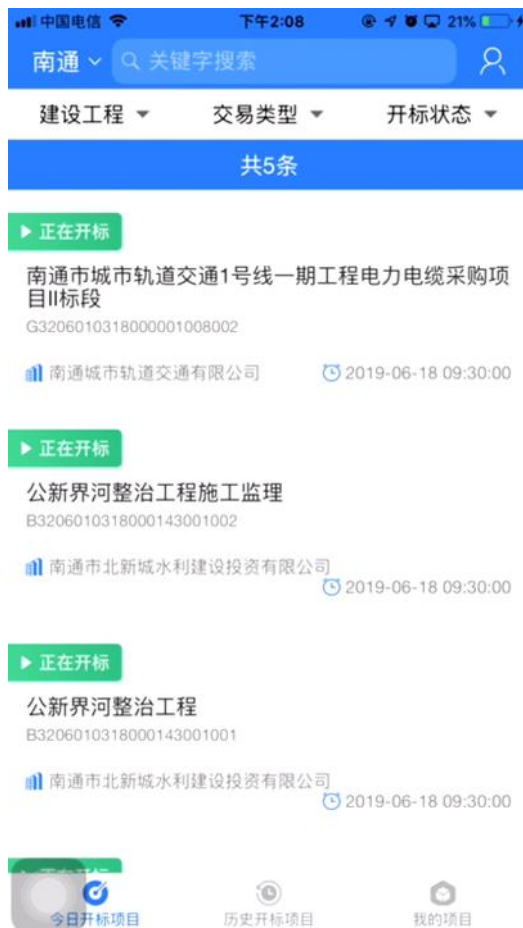 中国电信 下午2:08 21%
南通 关键字搜索
建设工程 交易类型 开标状态
共5条
正在开标
南通市城市轨道交通1号线一期工程电力电缆采购项
目II标段
G3206010318000001008002
南通城市轨道交通有限公司 2019-06-18 09:30:00
正在开标
公新界河整治工程施工监理
B3206010318000143001002
南通市北新城水利建设投资有限公司
2019-06-18 09:30:00
正在开标
公新界河整治工程
B3206010318000143001001
南通市北新城水利建设投资有限公司
2019-06-18 09:30:00
今日开标项目 历史开标项目 我的项目